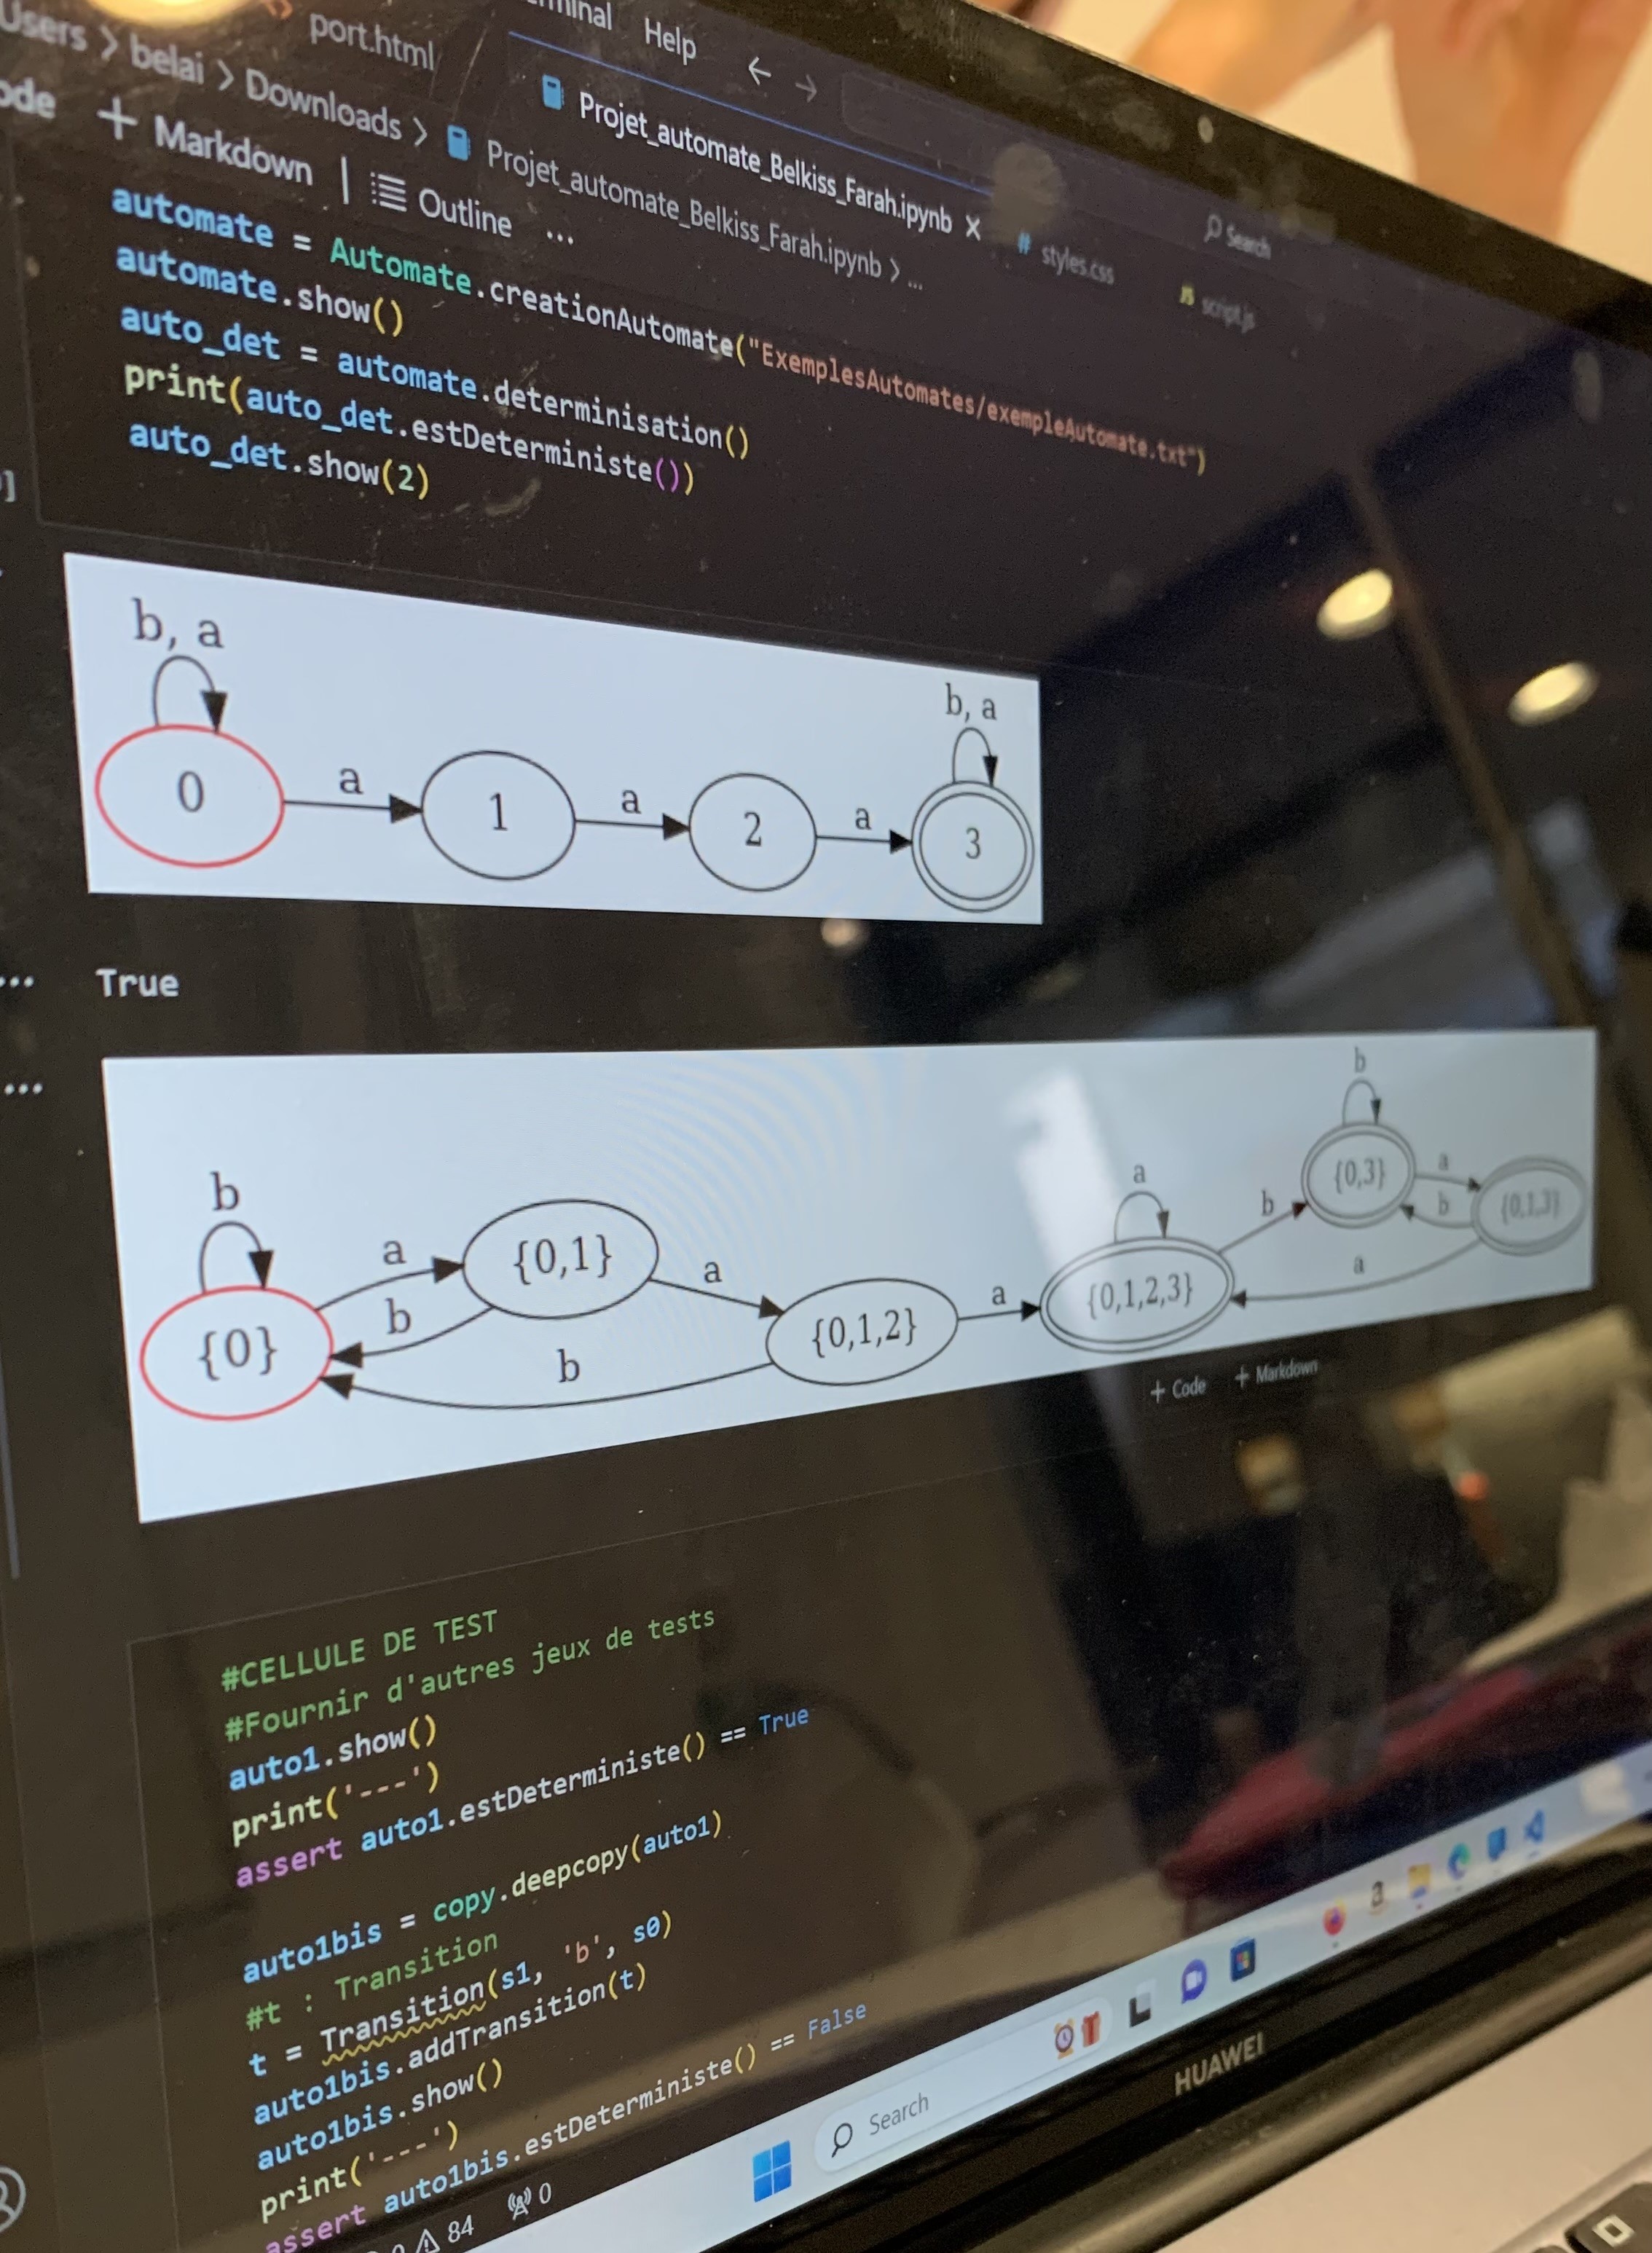 port.html
minal Help
Projet_automate_Belkiss_Farah.ipynb
styles.css
script.js
Search
Users > belai > Downloads > Projet_automate_Belkiss_Farah.ipynb > ...
ode + Markdown | Outline ...
automate = Automate.creationAutomate("ExemplesAutomates/exempleAutomate.txt")
automate.show()
auto_det = automate.determinisation()
print(auto_det.estDeterministe())
auto_det.show(2)
b, a
b, a
0
a
1
a
2
a
3
True
b
a
b
{0}
a
b
{0,1}
a
b
{0,1,2}
a
{0,1,2,3}
b
{0,3}
a
b
{0,1,3}
a
+ Code + Markdown
#CELLULE DE TEST
#Fournir d'autres jeux de tests
auto1.show()
print('---')
assert auto1.estDeterministe() == True
auto1bis = copy.deepcopy(auto1)
#t : Transition
t = Transition(s1, 'b', s0)
auto1bis.addTransition(t)
auto1bis.show()
print('---')
assert auto1bis.estDeterministe() == False
0 84 0
Search
HUAWEI